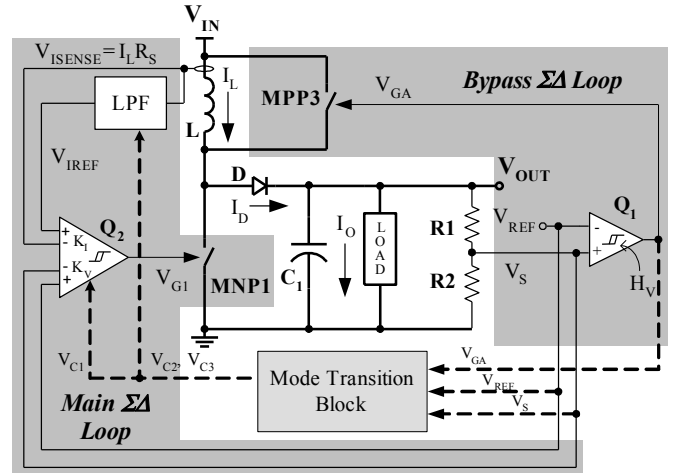 V_IN
V_ISENSE = I_L R_S
I_L
LPF
L
MPP3
V_GA
Bypass ΣΔ Loop
V_IREF
D
V_OUT
I_D
I_O
LOAD
R1
V_REF
Q_1
+
-
K_I
-
K_V
+
Q_2
V_G1
MNP1
C_1
R2
V_S
-
+
H_V
V_C1
V_C2, V_C3
Main ΣΔ
Loop
Mode Transition
Block
V_GA
V_REF
V_S